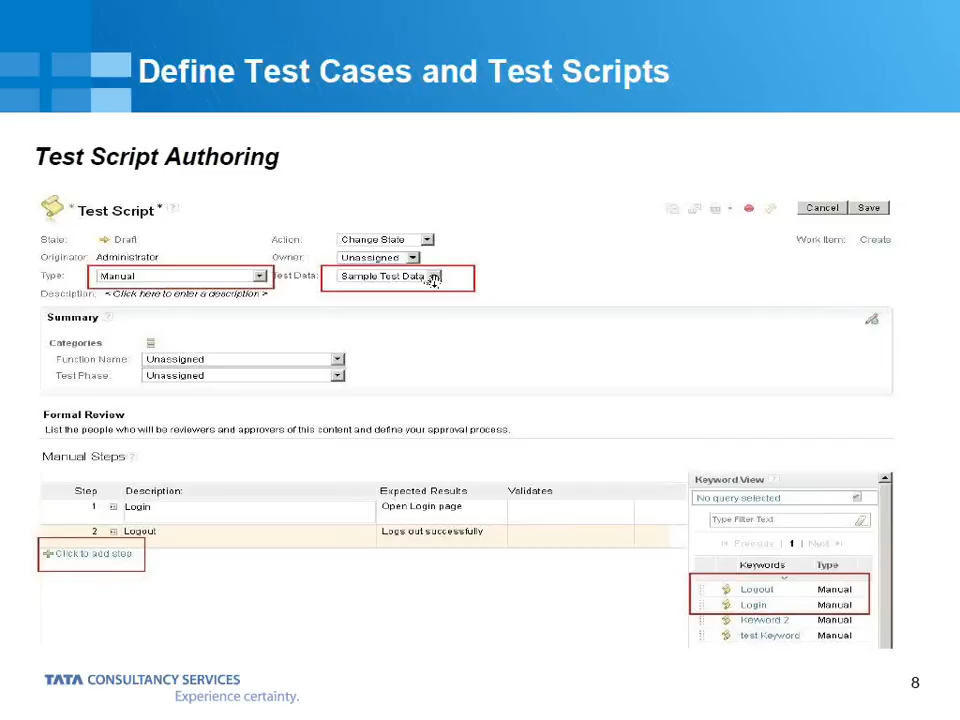 Define Test Cases and Test Scripts
Test Script Authoring
* Test Script *
Cancel Save
State: Draft Action: Change State Work Item: Create
Originator: Administrator Owner: Unassigned
Type: Manual Test Data: Sample Test Data
Description: < Click here to enter a description >
Summary
Categories
Function Name: Unassigned
Test Phase: Unassigned
Formal Review
List the people who will be reviewers and approvers of this content and define your approval process.
Manual Steps
Step Description: Expected Results Validates
1 Login Open Login page
2 Logout Logs out successfully
Click to add step
Keyword View
No query selected
Type Filter Text
Previous | 1 | Next
Keywords Type
Logout Manual
Login Manual
Keyword 2 Manual
test Keyword Manual
TATA CONSULTANCY SERVICES
Experience certainty.
8